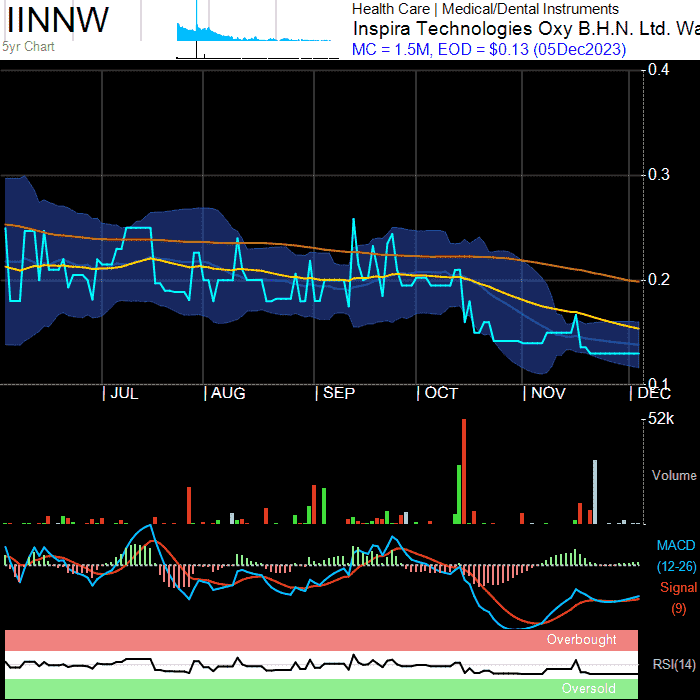 IINNW
5yr Chart
Health Care | Medical/Dental Instruments
Inspira Technologies Oxy B.H.N. Ltd. Wa
MC = 1.5M, EOD = $0.13 (05Dec2023)
0.4
0.3
0.2
0.1
JUL AUG SEP OCT NOV DEC
52k
Volume
MACD
(12-26)
Signal
(9)
Overbought
RSI(14)
Oversold